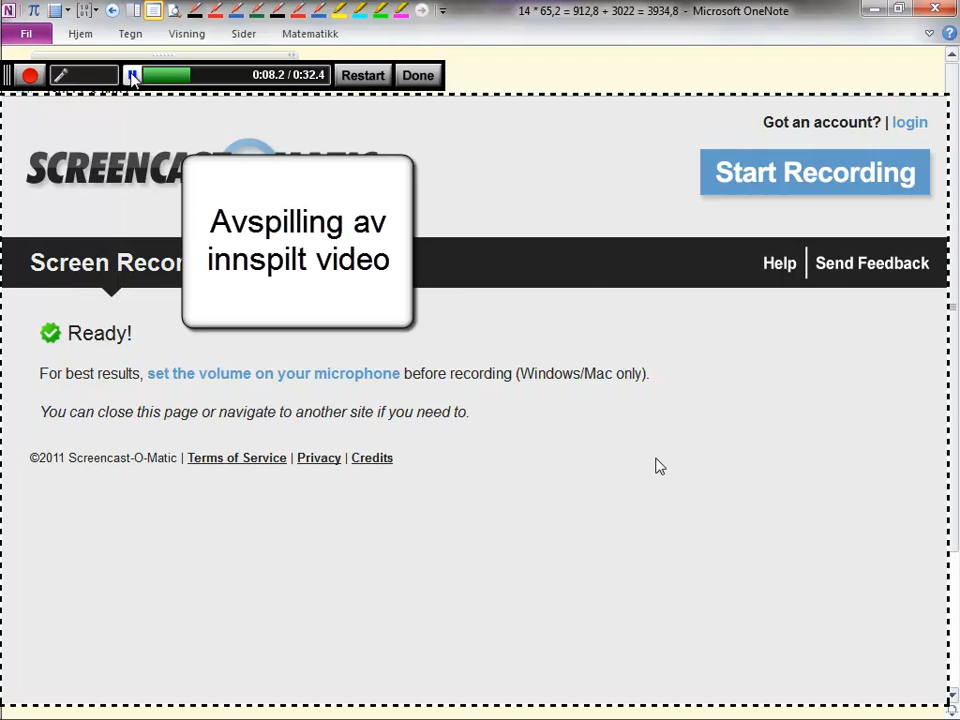 14 * 65,2 = 912,8 + 3022 = 3934,8 - Microsoft OneNote
Fil Hjem Tegn Visning Sider Matematikk
0:08.2 / 0:32.4 Restart Done
Got an account? | login
SCREENCAST-O-MATIC
Start Recording
Avspilling av
innspilt video
Screen Recor
Help Send Feedback
Ready!
For best results, set the volume on your microphone before recording (Windows/Mac only).
You can close this page or navigate to another site if you need to.
©2011 Screencast-O-Matic | Terms of Service | Privacy | Credits